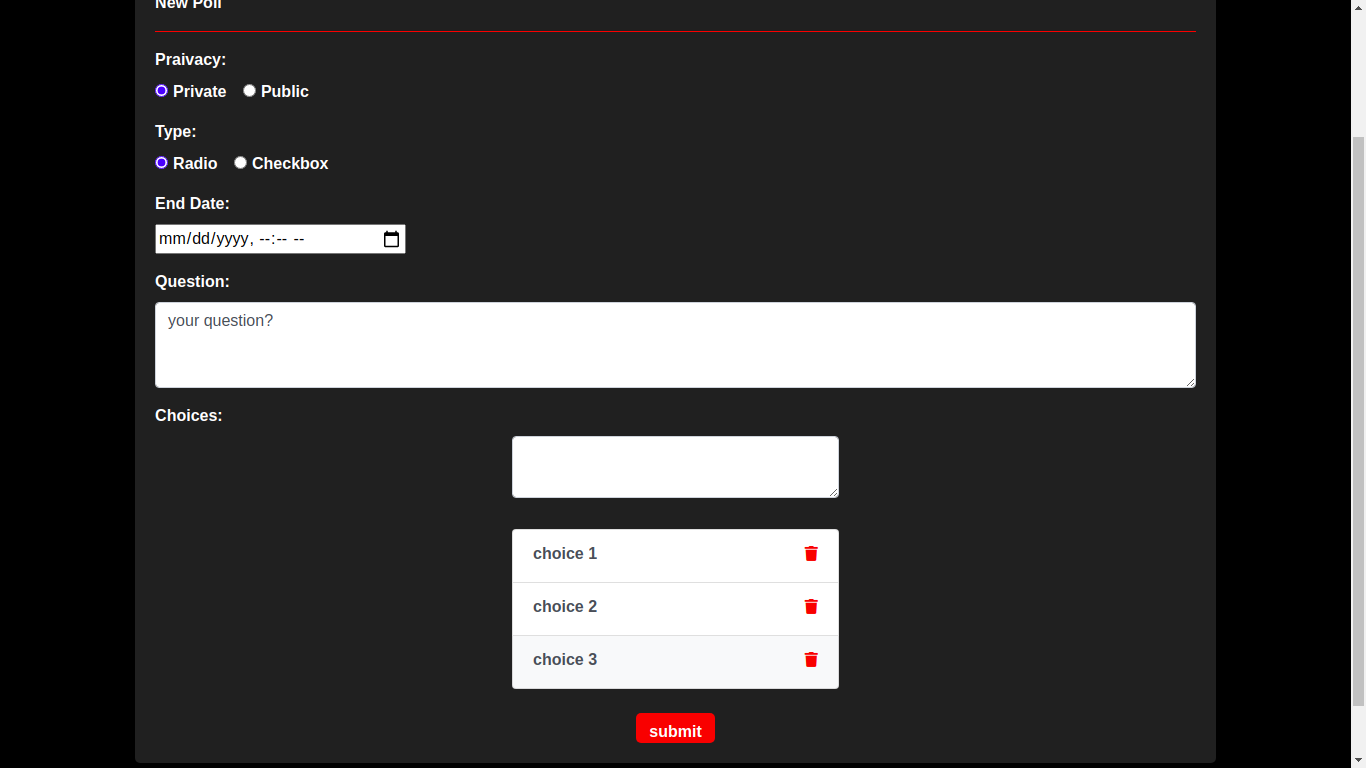 New Poll
Praivacy:
Private Public
Type:
Radio Checkbox
End Date:
mm/dd/yyyy, --:-- --
Question:
your question?
Choices:
choice 1
choice 2
choice 3
submit